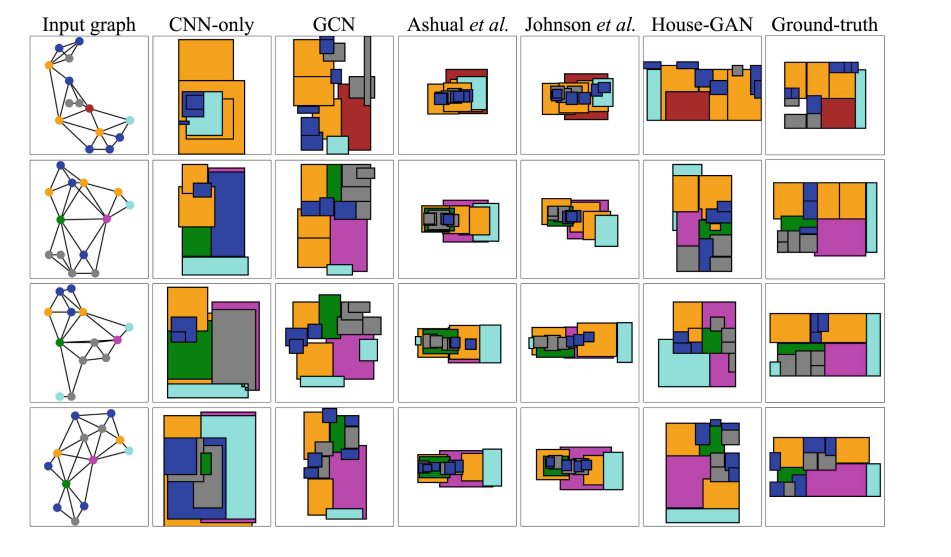 Input graph CNN-only GCN Ashual et al. Johnson et al. House-GAN Ground-truth